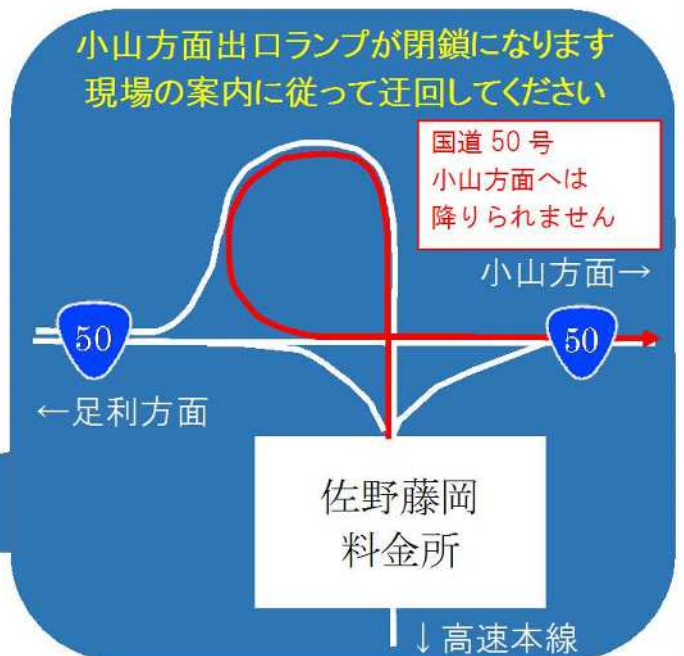 小山方面出口ランプが閉鎖になります
現場の案内に従って迂回してください
国道 50 号
小山方面へは
降りられません
小山方面→
50
50
←足利方面
佐野藤岡
料金所
↓高速本線